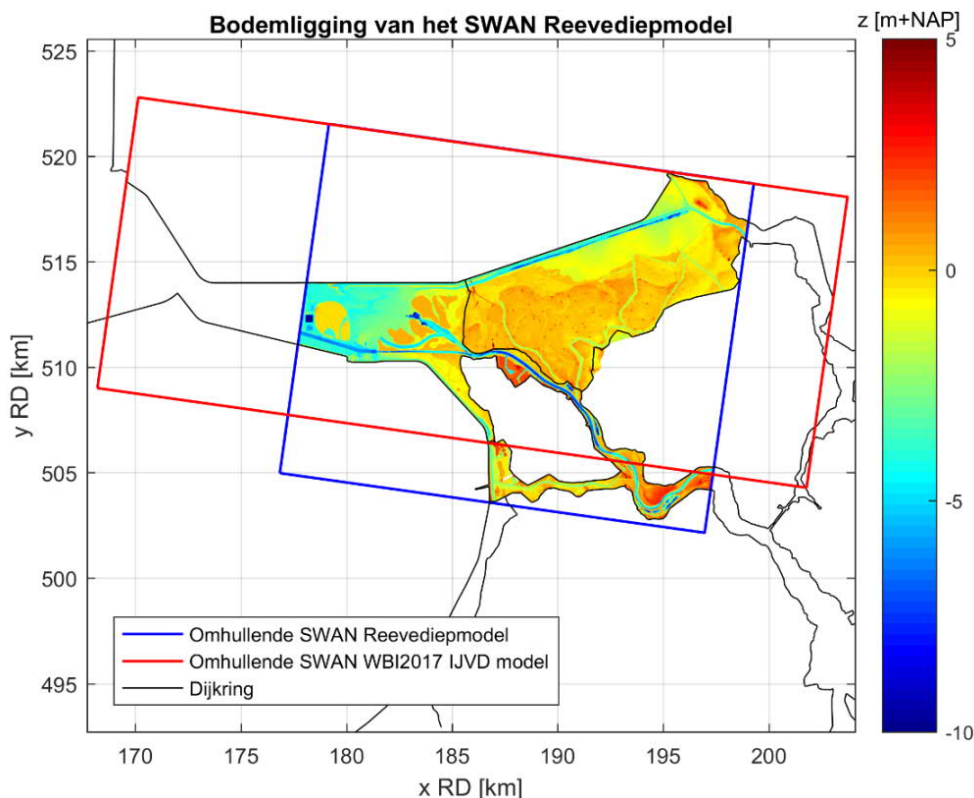 Bodemligging van het SWAN Reevediepmodel
z [m+NAP]
5
0
-5
-10
525
520
515
510
505
500
495
y RD [km]
Omhullende SWAN Reevediepmodel
Omhullende SWAN WBI2017 IJVD model
Dijkring
170 175 180 185 190 195 200
x RD [km]